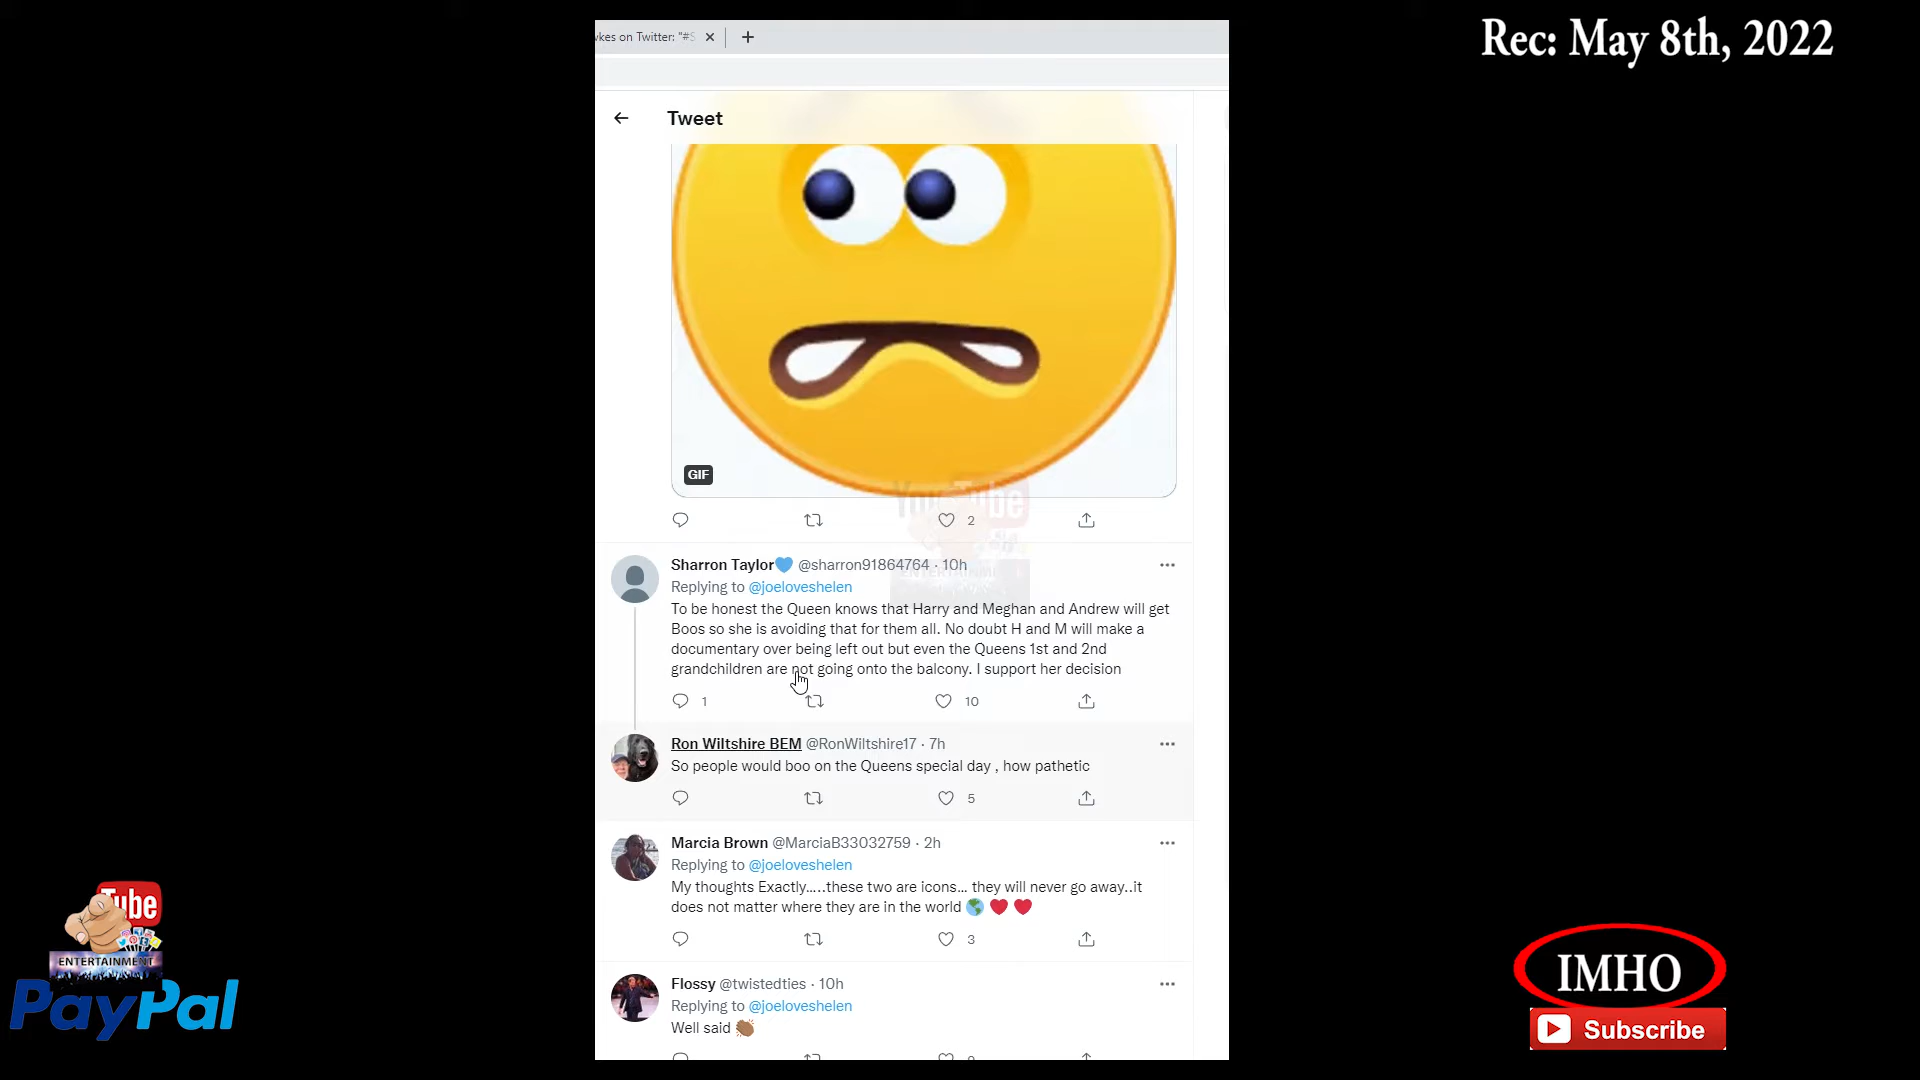 Rec: May 8th, 2022
wkes on Twitter: "#S
Tweet
GIF
2
Sharron Taylor💙 @sharron91864764 · 10h
Replying to @joeloveshelen
To be honest the Queen knows that Harry and Meghan and Andrew will get
Boos so she is avoiding that for them all. No doubt H and M will make a
documentary over being left out but even the Queens 1st and 2nd
grandchildren are not going onto the balcony. I support her decision
1 10
Ron Wiltshire BEM @RonWiltshire17 · 7h
So people would boo on the Queens special day , how pathetic
5
Marcia Brown @MarciaB33032759 · 2h
Replying to @joeloveshelen
My thoughts Exactly.....these two are icons... they will never go away..it
does not matter where they are in the world 🌎 ❤️ ❤️
3
Flossy @twistedties · 10h
Replying to @joeloveshelen
Well said 👏🏾
YouTube
Tube
ENTERTAINMENT
PayPal
IMHO
Subscribe